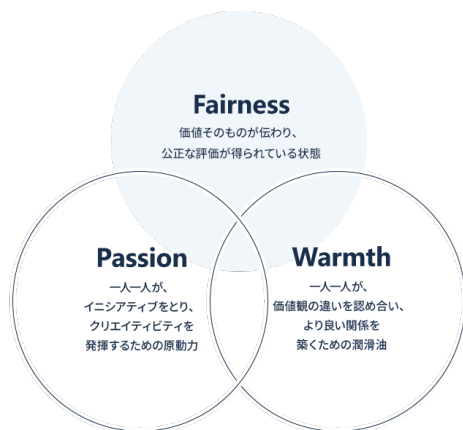 Fairness
価値そのものが伝わり、
公正な評価が得られている状態
Passion
一人一人が、
イニシアティブをとり、
クリエイティビティを
発揮するための原動力
Warmth
一人一人が、
価値観の違いを認め合い、
より良い関係を
築くための潤滑油